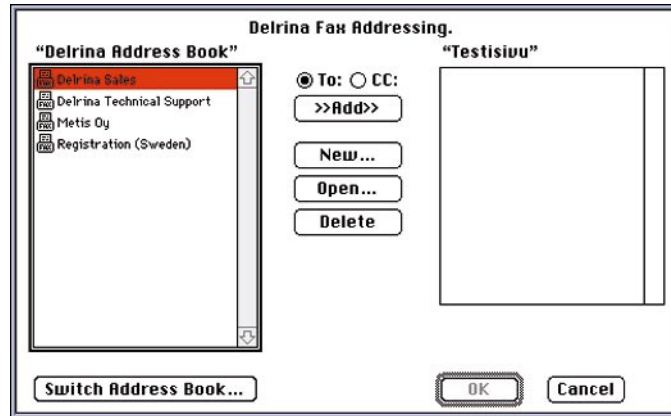 Delrina Fax Addressing.
“Delrina Address Book”
Delrina Sales
Delrina Technical Support
Metis Oy
Registration (Sweden)
To: CC:
>>Add>>
New...
Open...
Delete
“Testisivu”
Switch Address Book...
OK
Cancel